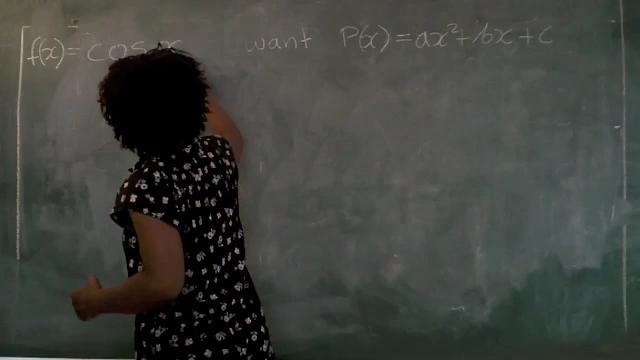 f(x) = cos x want P(x) = ax² + bx + c